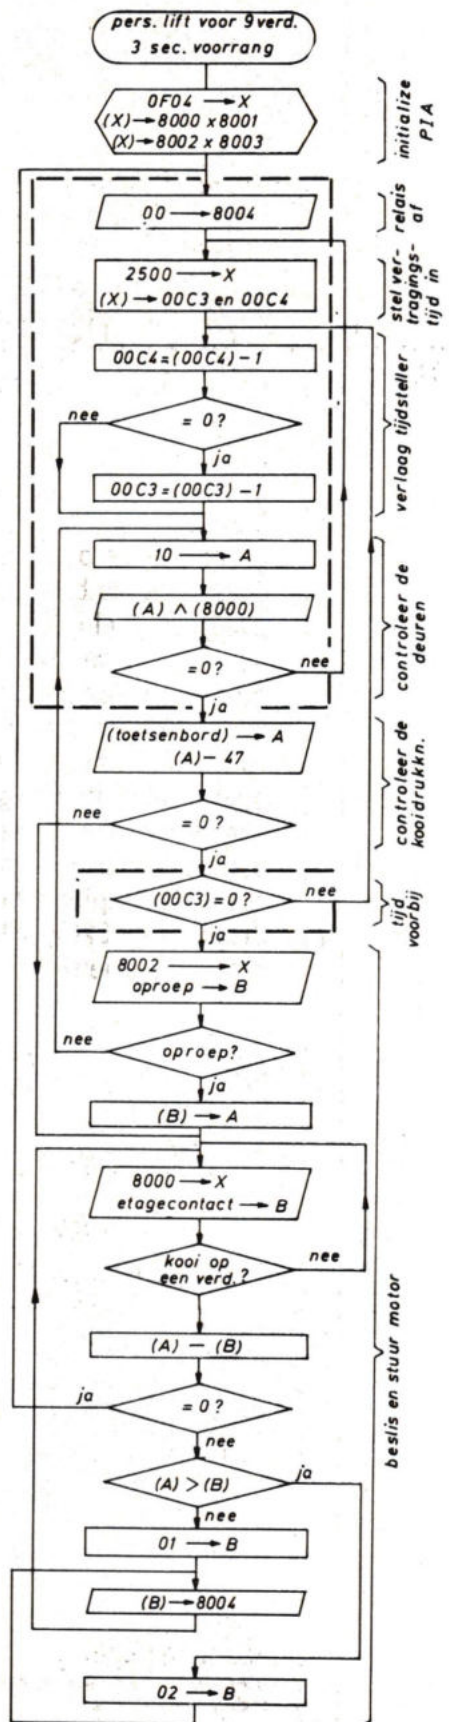 pers. lift voor 9 verd.
3 sec. voorrang
0F04 → X
(X) → 8000 x 8001
(X) → 8002 x 8003
initialize
PIA
00 → 8004
relais
af
2500 → X
(X) → 00C3 en 00C4
stel ver-
tragings-
tijd in
00C4 = (00C4) - 1
nee
= 0?
ja
00C3 = (00C3) - 1
verlaag tijdsteller
10 → A
(A) ∧ (8000)
= 0?
nee
ja
controleer de
deuren
(toetsenbord) → A
(A) - 47
nee
= 0?
ja
controleer de
kooidrukkn.
(00C3) = 0?
nee
ja
tijd
voorbij
8002 → X
oproep → B
nee
oproep?
ja
(B) → A
8000 → X
etagecontact → B
kooi op
een verd.?
nee
(A) - (B)
ja
= 0?
nee
(A) > (B)
ja
nee
01 → B
(B) → 8004
02 → B
beslis en stuur motor